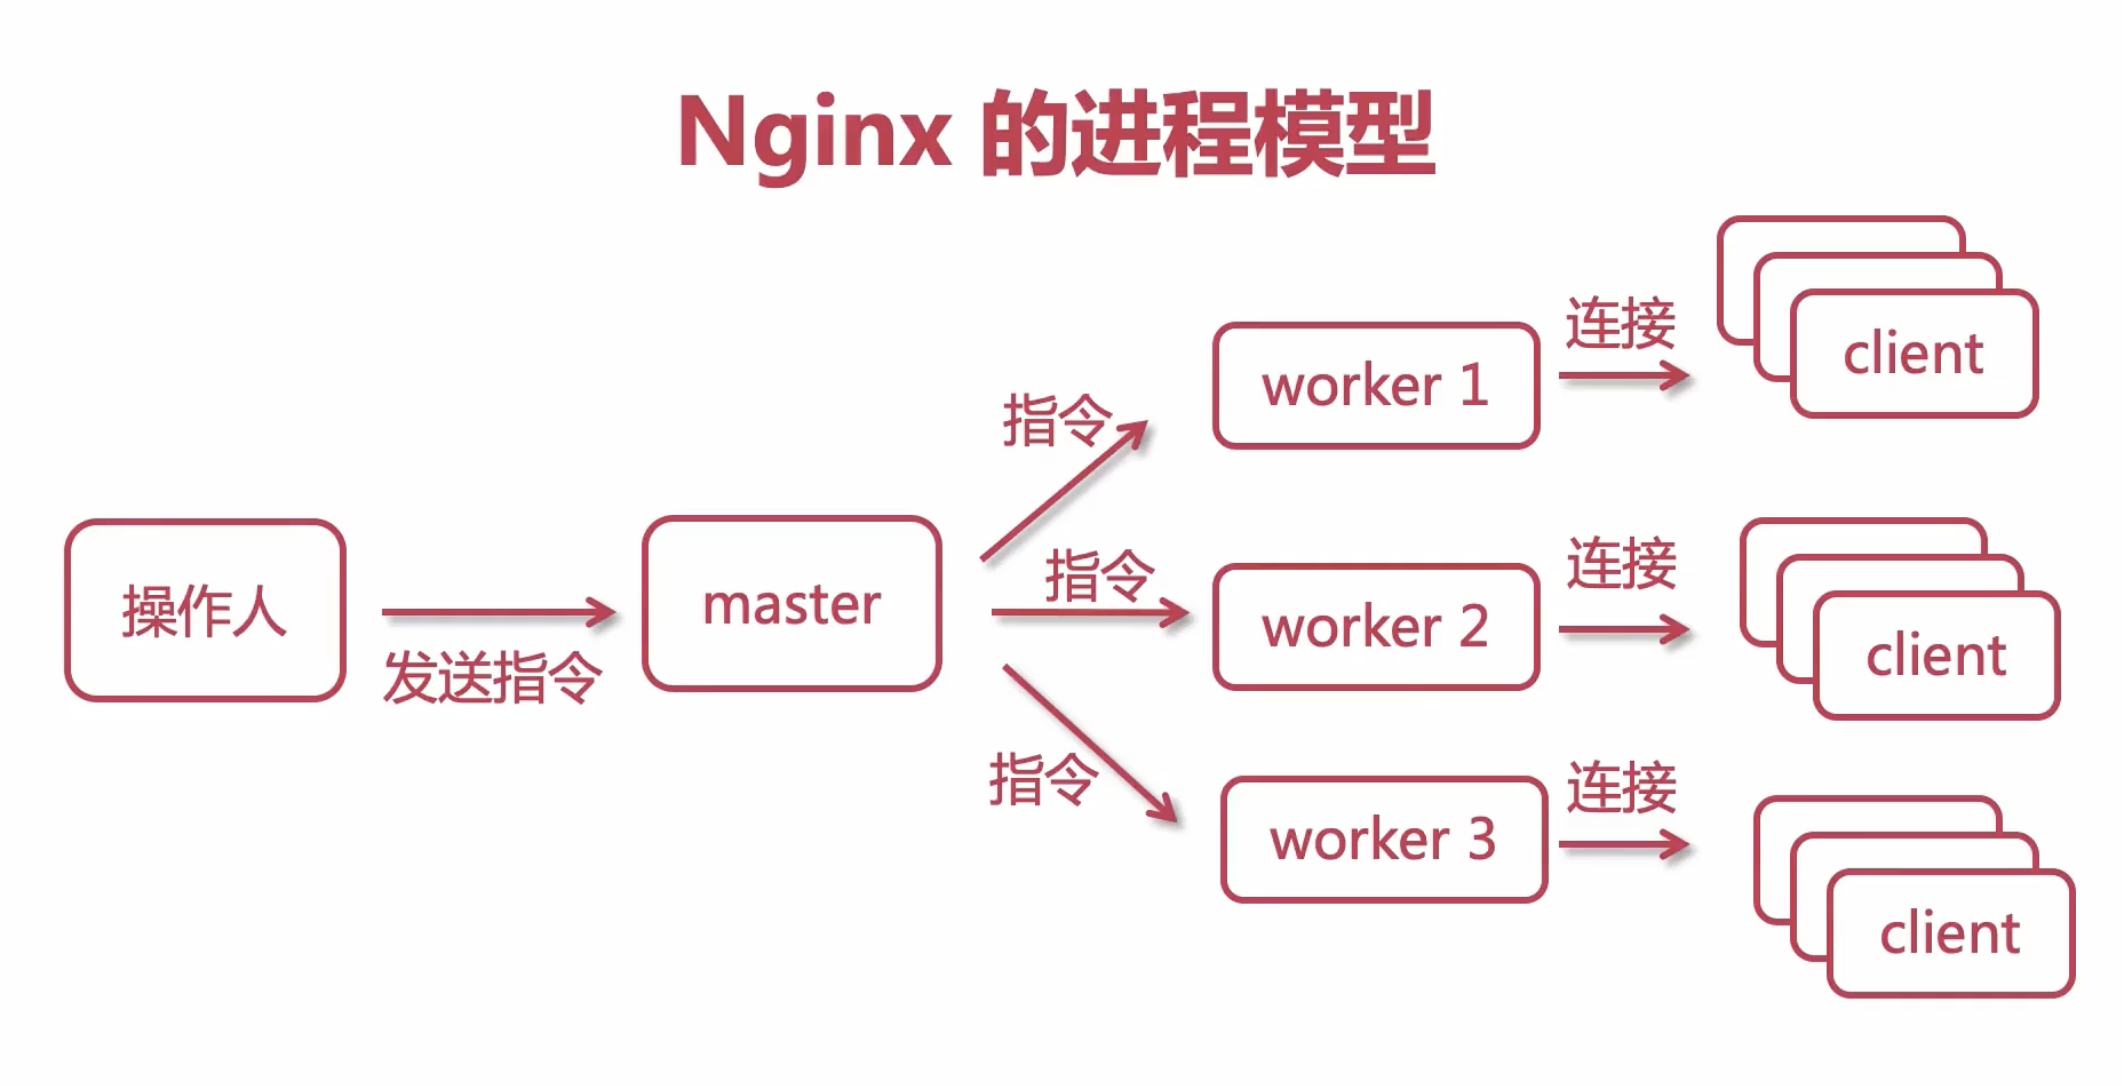 Nginx 的进程模型
操作人
发送指令
master
指令
指令
指令
worker 1
连接
client
worker 2
连接
client
worker 3
连接
client